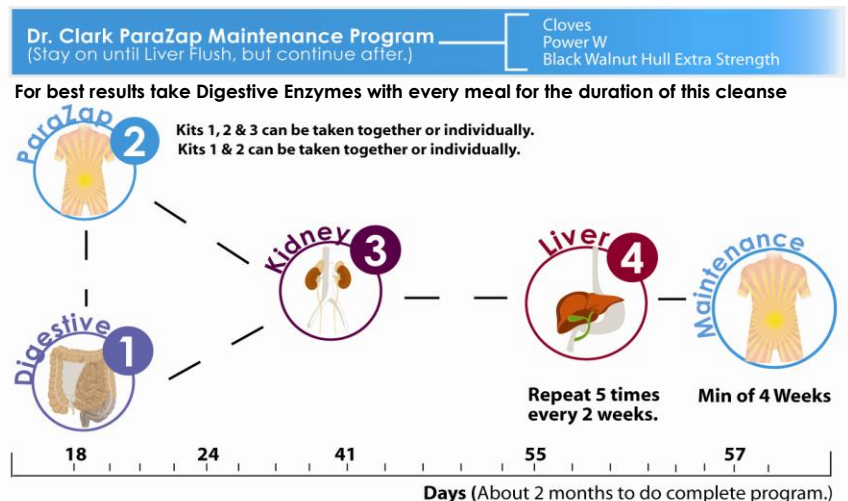 Dr. Clark ParaZap Maintenance Program
(Stay on until Liver Flush, but continue after.)
Cloves
Power W
Black Walnut Hull Extra Strength
For best results take Digestive Enzymes with every meal for the duration of this cleanse
ParaZap
2
Kits 1, 2 & 3 can be taken together or individually.
Kits 1 & 2 can be taken together or individually.
Kidney
3
Liver
4
Maintenance
Digestive
1
Repeat 5 times
every 2 weeks.
Min of 4 Weeks
18 24 41 55 57
Days (About 2 months to do complete program.)